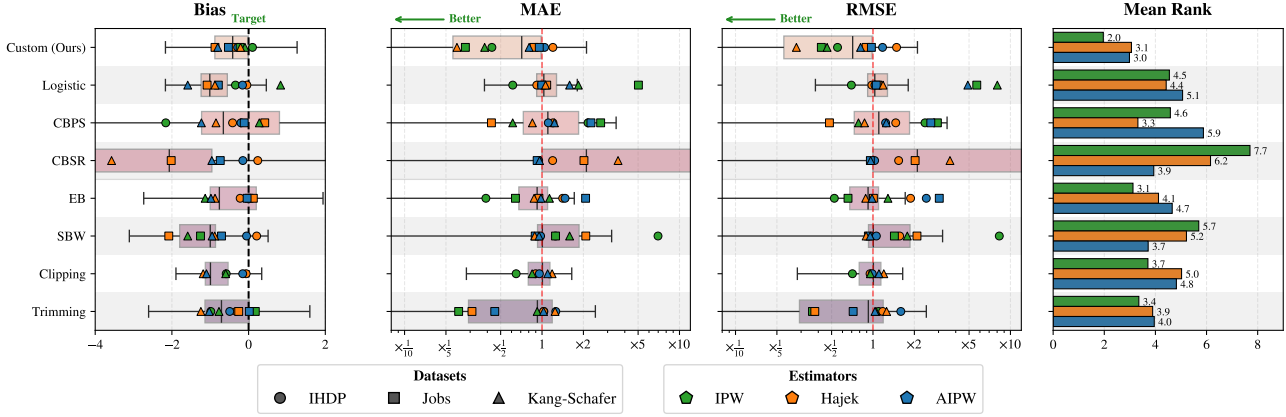 Bias
MAE
RMSE
Mean Rank
Target
Better
Better
Custom (Ours)
Logistic
CBPS
CBSR
EB
SBW
Clipping
Trimming
2.0
3.1
3.0
4.5
4.4
5.1
4.6
3.3
5.9
7.7
6.2
3.9
3.1
4.1
4.7
5.7
5.2
3.7
3.7
5.0
4.8
3.4
3.9
4.0
−4 −2 0 2
×1/10 ×1/5 ×1/2 1 ×2 ×5 ×10
×1/10 ×1/5 ×1/2 1 ×2 ×5 ×10
0 2 4 6 8
Datasets
IHDP Jobs Kang-Schafer
Estimators
IPW Hajek AIPW